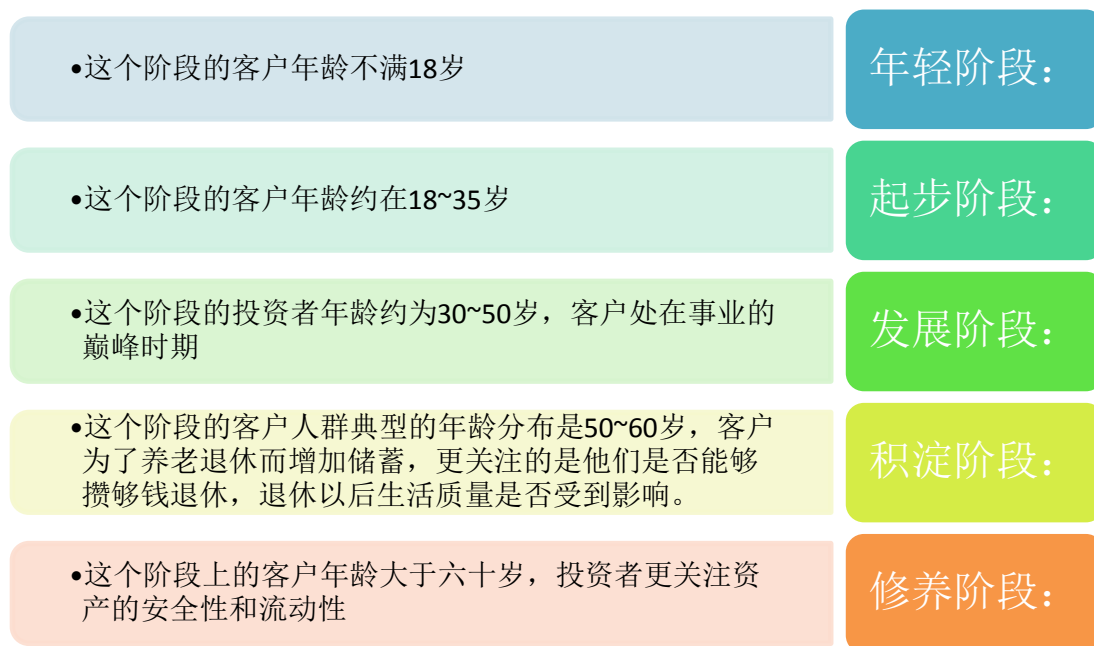 •这个阶段的客户年龄不满18岁
年轻阶段：
•这个阶段的客户年龄约在18~35岁
起步阶段：
•这个阶段的投资者年龄约为30~50岁，客户处在事业的
巅峰时期
发展阶段：
•这个阶段的客户人群典型的年龄分布是50~60岁，客户
为了养老退休而增加储蓄，更关注的是他们是否能够
攒够钱退休，退休以后生活质量是否受到影响。
积淀阶段：
•这个阶段上的客户年龄大于六十岁，投资者更关注资
产的安全性和流动性
修养阶段：